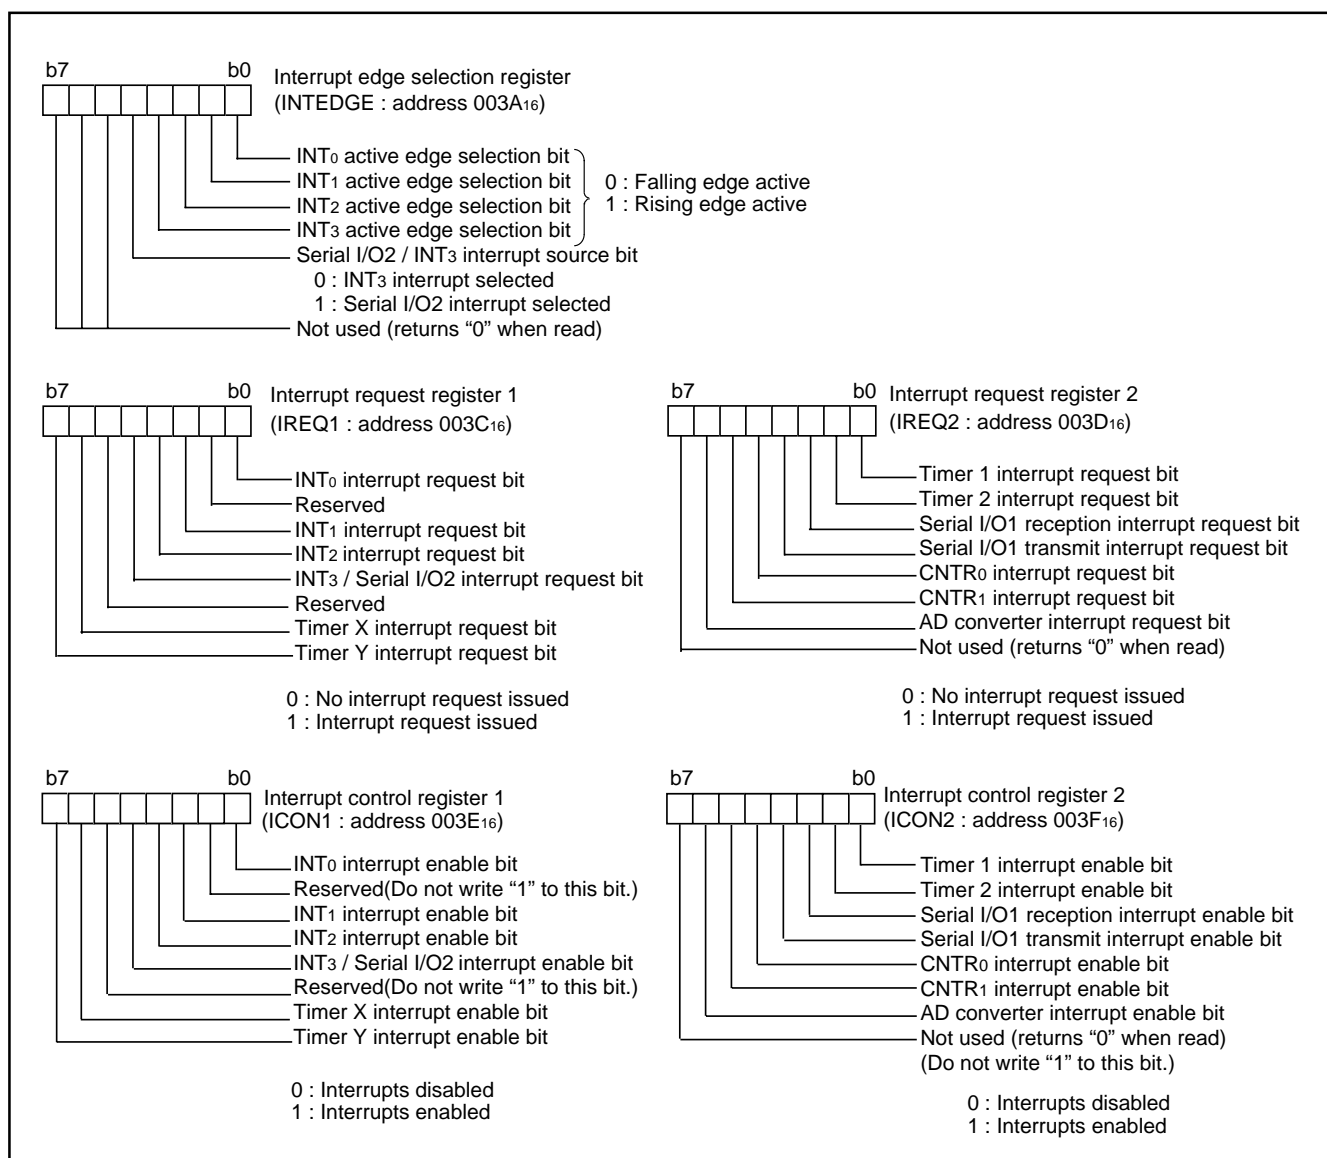 b7 b0 Interrupt edge selection register
(INTEDGE : address 003A16)
INT0 active edge selection bit
INT1 active edge selection bit
INT2 active edge selection bit
INT3 active edge selection bit
0 : Falling edge active
1 : Rising edge active
Serial I/O2 / INT3 interrupt source bit
0 : INT3 interrupt selected
1 : Serial I/O2 interrupt selected
Not used (returns “0” when read)
b7 b0 Interrupt request register 1
(IREQ1 : address 003C16)
INT0 interrupt request bit
Reserved
INT1 interrupt request bit
INT2 interrupt request bit
INT3 / Serial I/O2 interrupt request bit
Reserved
Timer X interrupt request bit
Timer Y interrupt request bit
0 : No interrupt request issued
1 : Interrupt request issued
b7 b0 Interrupt request register 2
(IREQ2 : address 003D16)
Timer 1 interrupt request bit
Timer 2 interrupt request bit
Serial I/O1 reception interrupt request bit
Serial I/O1 transmit interrupt request bit
CNTR0 interrupt request bit
CNTR1 interrupt request bit
AD converter interrupt request bit
Not used (returns “0” when read)
0 : No interrupt request issued
1 : Interrupt request issued
b7 b0 Interrupt control register 1
(ICON1 : address 003E16)
INT0 interrupt enable bit
Reserved(Do not write “1” to this bit.)
INT1 interrupt enable bit
INT2 interrupt enable bit
INT3 / Serial I/O2 interrupt enable bit
Reserved(Do not write “1” to this bit.)
Timer X interrupt enable bit
Timer Y interrupt enable bit
0 : Interrupts disabled
1 : Interrupts enabled
b7 b0 Interrupt control register 2
(ICON2 : address 003F16)
Timer 1 interrupt enable bit
Timer 2 interrupt enable bit
Serial I/O1 reception interrupt enable bit
Serial I/O1 transmit interrupt enable bit
CNTR0 interrupt enable bit
CNTR1 interrupt enable bit
AD converter interrupt enable bit
Not used (returns “0” when read)
(Do not write “1” to this bit.)
0 : Interrupts disabled
1 : Interrupts enabled